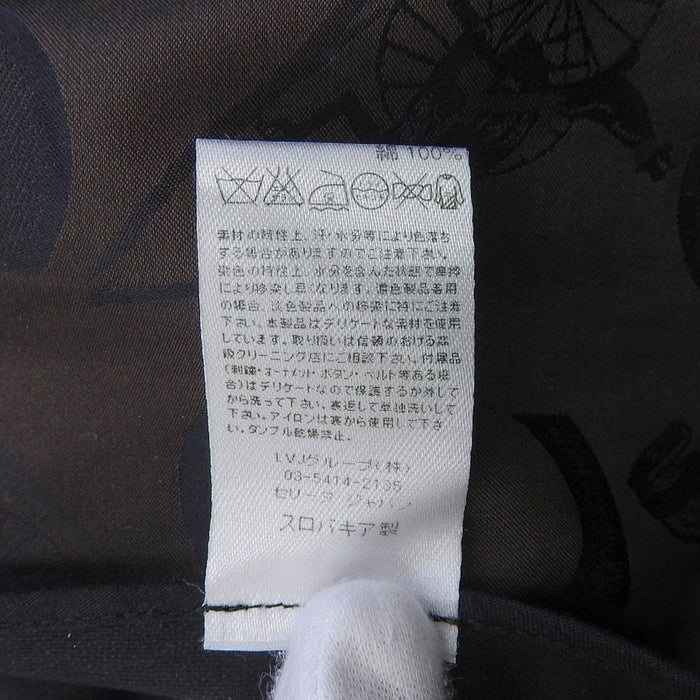 綿 100%
素材の特性上、汗・水分等により色落ち
する場合がありますのでご注意下さい。
染色の特性上、水分を含んだ状態で摩擦
により移染し易くなります。濃色製品着用
の場合、淡色製品への移染に特にご注意
下さい。本製品はデリケートな素材を使用
しています。取り扱いは信頼のおける高
級クリーニング店にご相談下さい。付属品
(刺繍・オーナメント・ボタン・ベルト等ある場
合)はデリケートなので保護するか外して
から洗って下さい。裏返して単独洗いして
下さい。アイロンは裏から使用して下さ
い。タンブル乾燥禁止。
LVJグループ(株)
03-5414-2135
セリーヌ ジャパン
スロバキア製